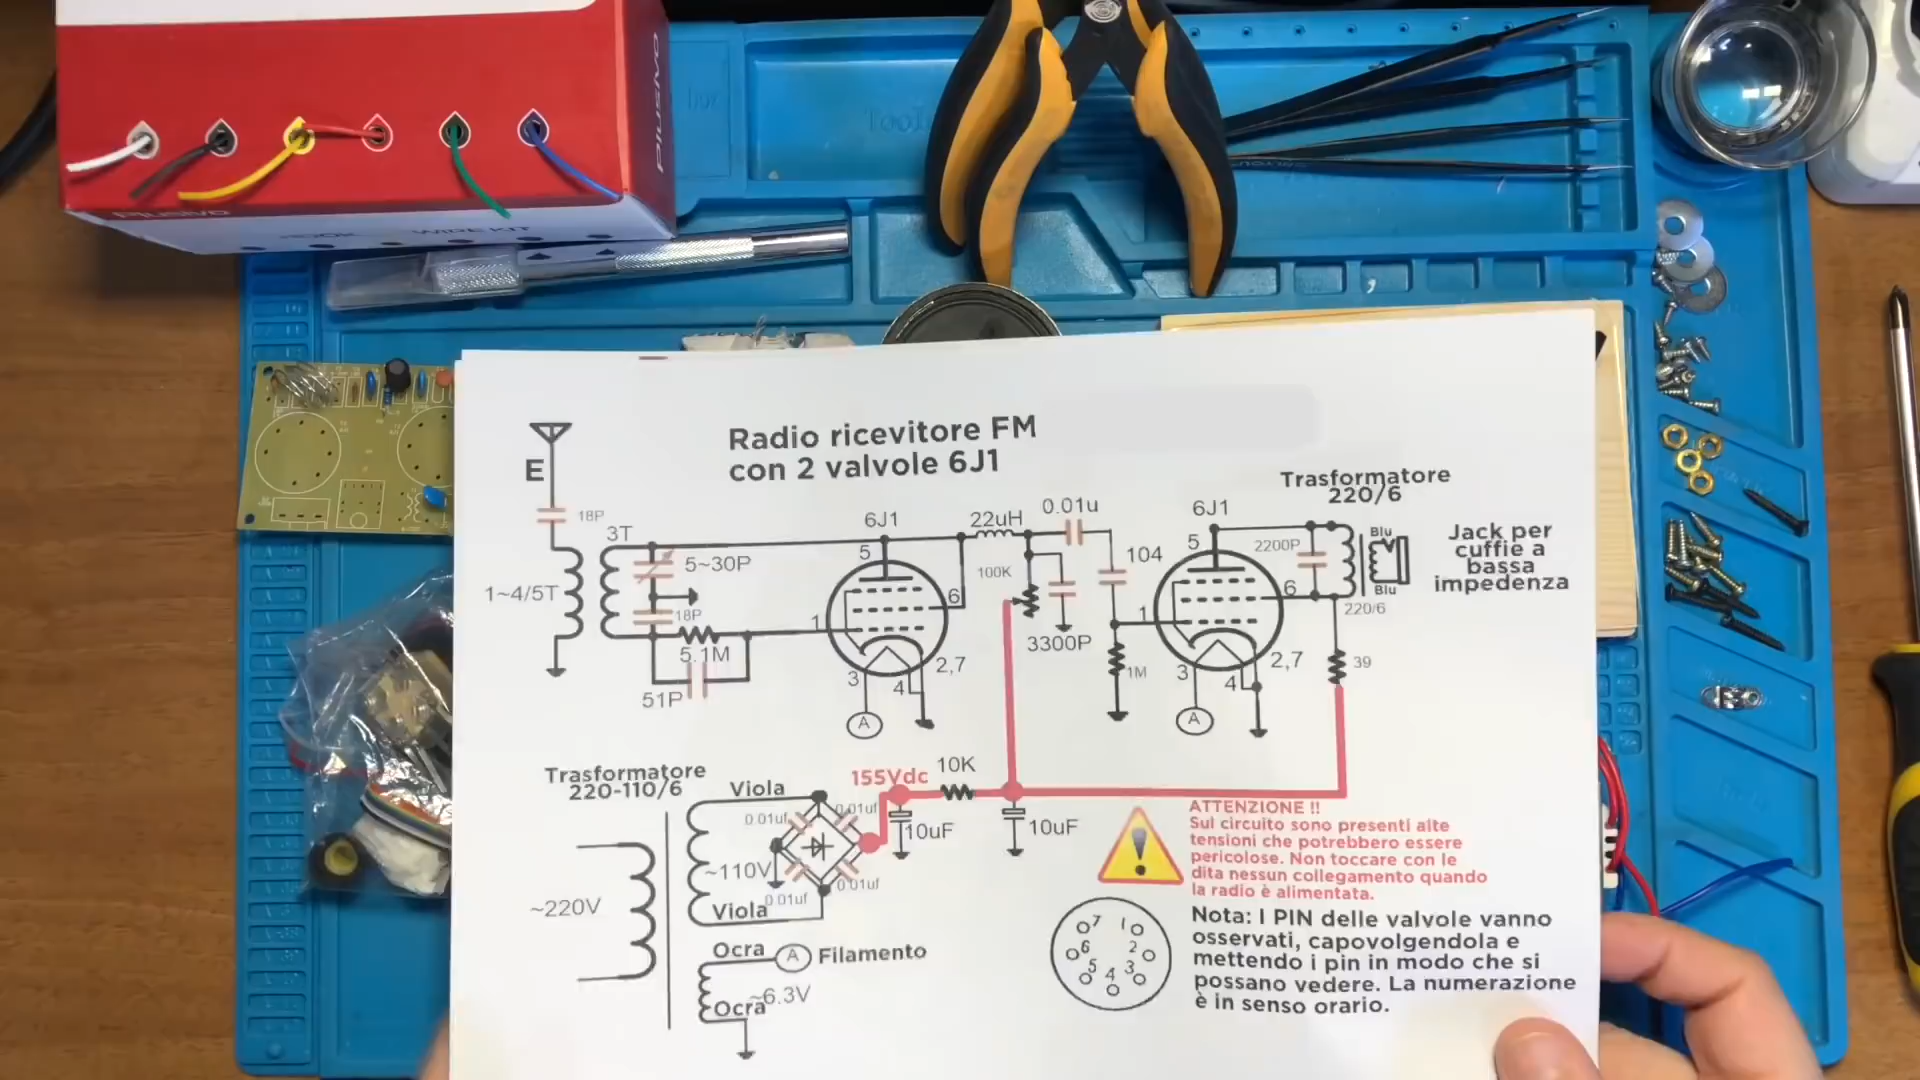 PLUSIVO
Plusivo
WIRE KIT
Tools
Radio ricevitore FM
con 2 valvole 6J1
E
18P
3T
1~4/5T
5~30P
18P
5.1M
51P
6J1
5
1
6
3
4
2,7
A
22uH
0.01u
100K
3300P
104
1M
6J1
5
1
6
3
4
2,7
A
Trasformatore
220/6
2200P
Blu
Blu
220/6
39
Jack per
cuffie a
bassa
impedenza
Trasformatore
220-110/6
~220V
Viola
~110V
Viola
0.01uf
0.01uf
0.01uf
0.01uf
155Vdc
10K
10uF
10uF
Ocra
A
Filamento
~6.3V
Ocra
ATTENZIONE !!
Sul circuito sono presenti alte
tensioni che potrebbero essere
pericolose. Non toccare con le
dita nessun collegamento quando
la radio è alimentata.
7 1
6 2
5 4 3
Nota: I PIN delle valvole vanno
osservati, capovolgendola e
mettendo i pin in modo che si
possano vedere. La numerazione
è in senso orario.